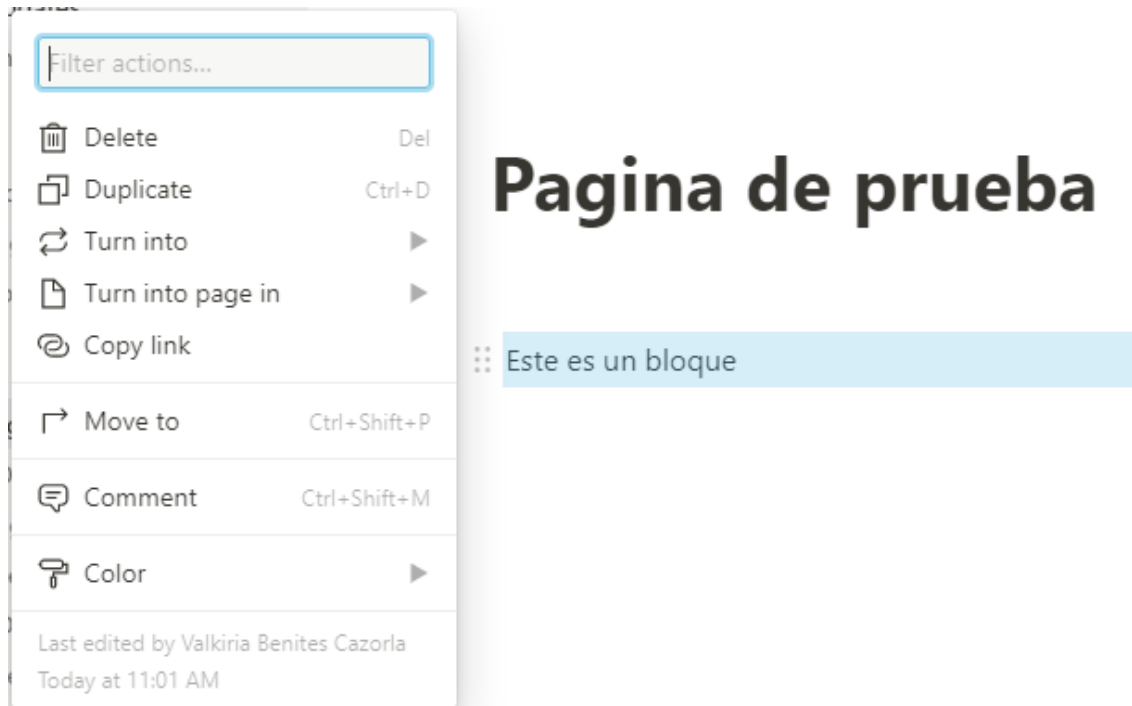 Filter actions...
Delete Del
Duplicate Ctrl+D
Turn into
Turn into page in
Copy link
Move to Ctrl+Shift+P
Comment Ctrl+Shift+M
Color
Last edited by Valkiria Benites Cazorla
Today at 11:01 AM
Pagina de prueba
Este es un bloque